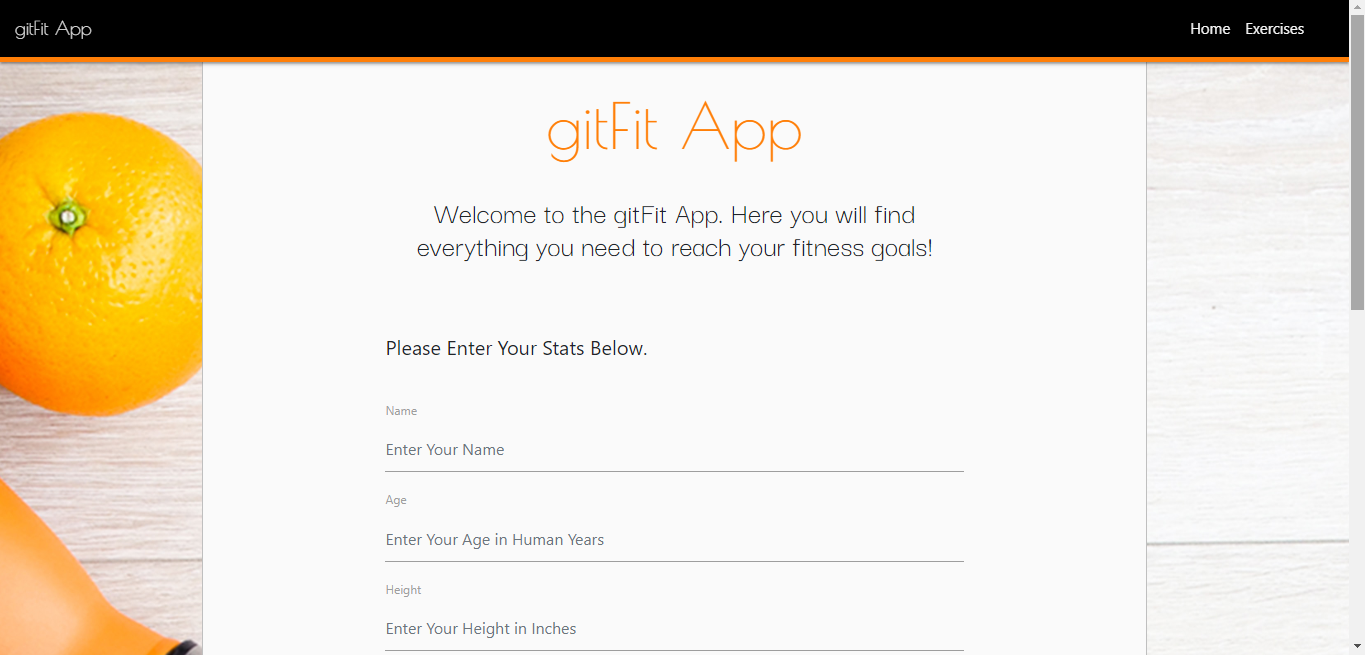 gitFit App
Home Exercises
gitFit App
Welcome to the gitFit App. Here you will find
everything you need to reach your fitness goals!
Please Enter Your Stats Below.
Name
Enter Your Name
Age
Enter Your Age in Human Years
Height
Enter Your Height in Inches